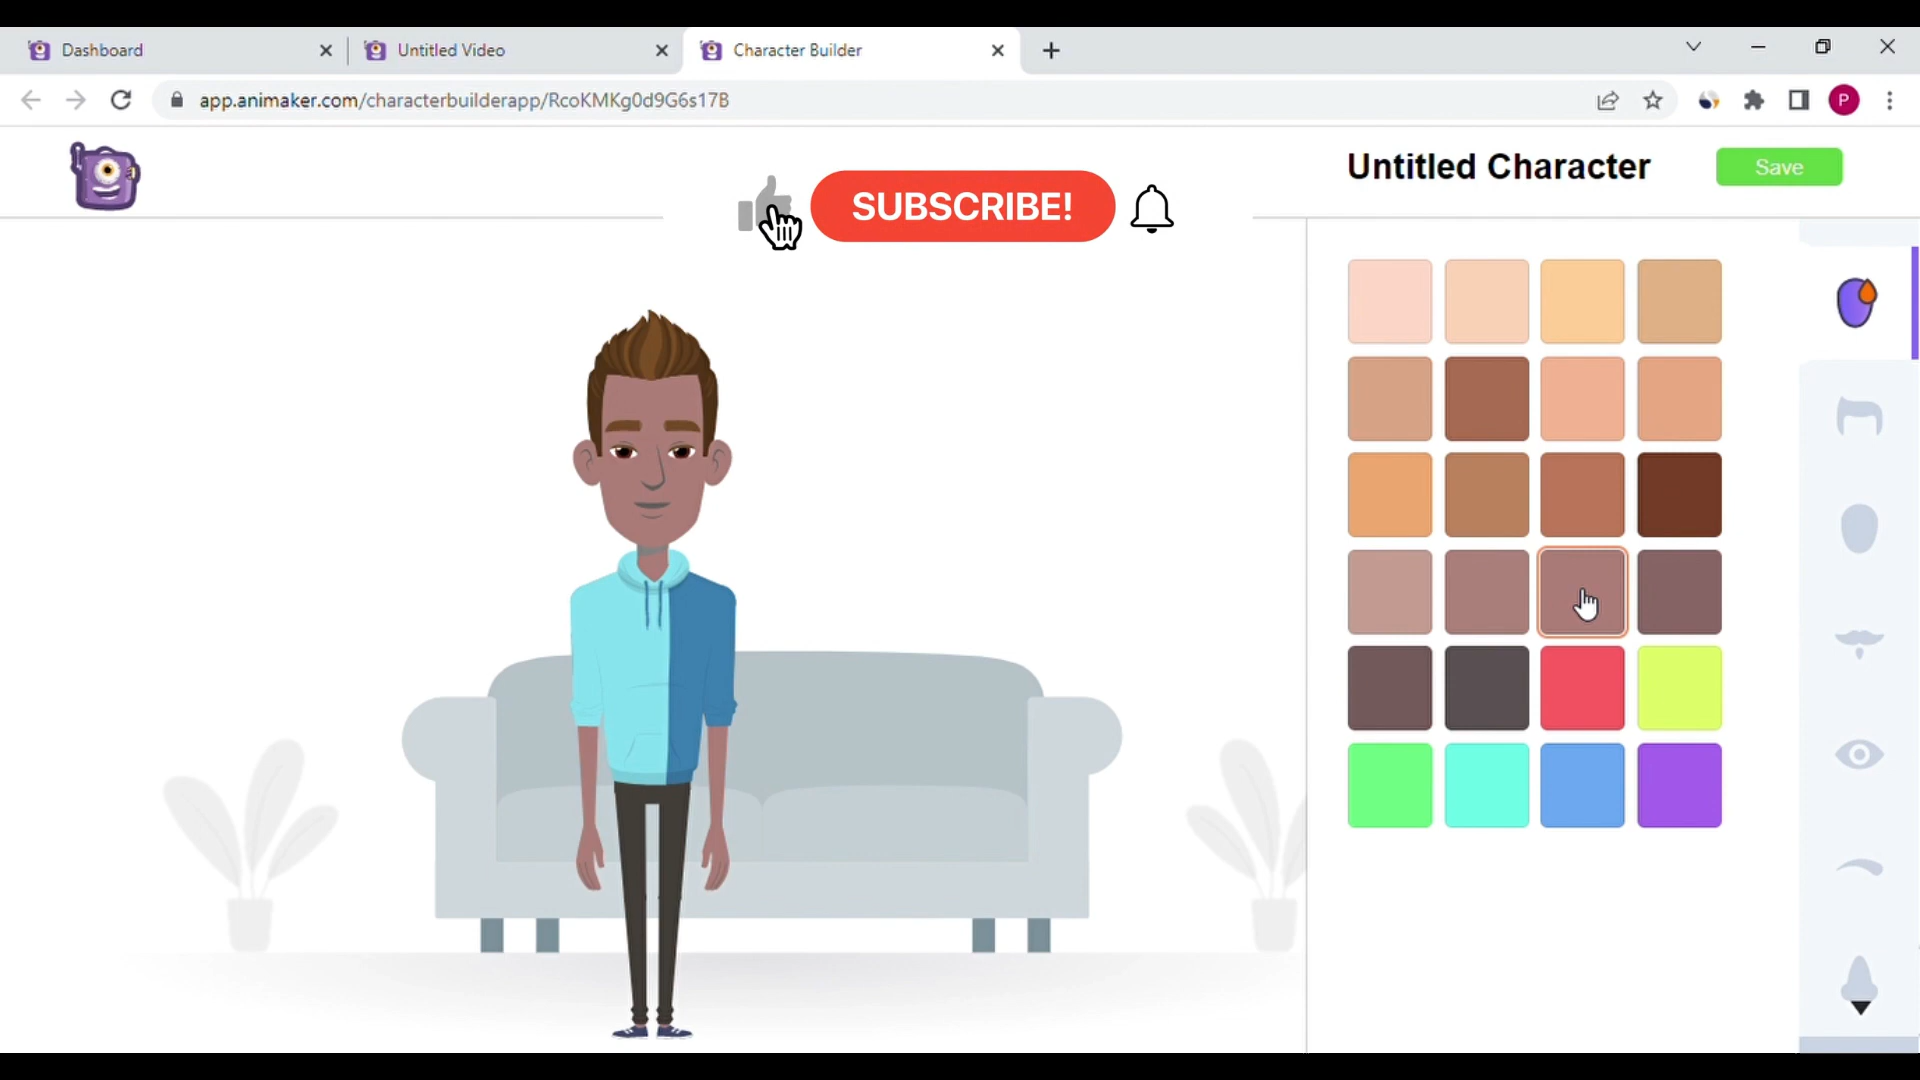 Dashboard
Untitled Video
Character Builder
app.animaker.com/characterbuilderapp/RcoKMKg0d9G6s17B
P
Untitled Character
Save
SUBSCRIBE!